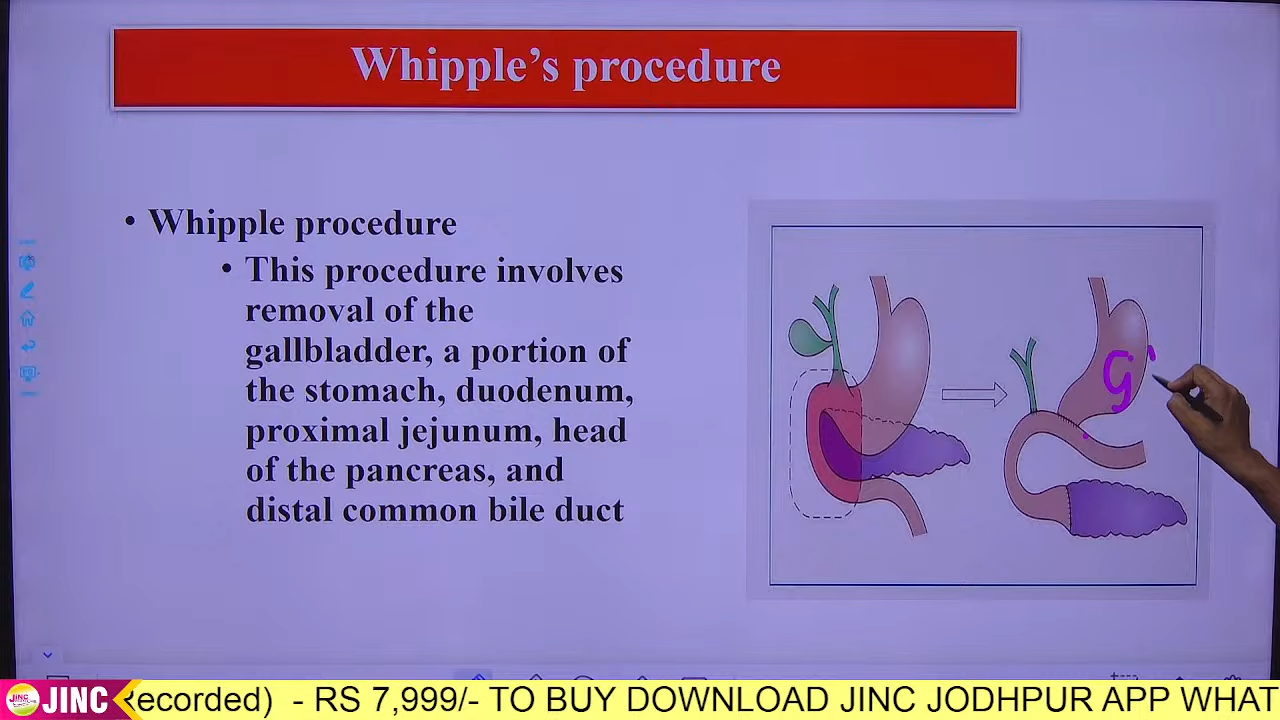 Whipple’s procedure
• Whipple procedure
• This procedure involves
removal of the
gallbladder, a portion of
the stomach, duodenum,
proximal jejunum, head
of the pancreas, and
distal common bile duct
G
JINC
Recorded) - RS 7,999/- TO BUY DOWNLOAD JINC JODHPUR APP WHAT